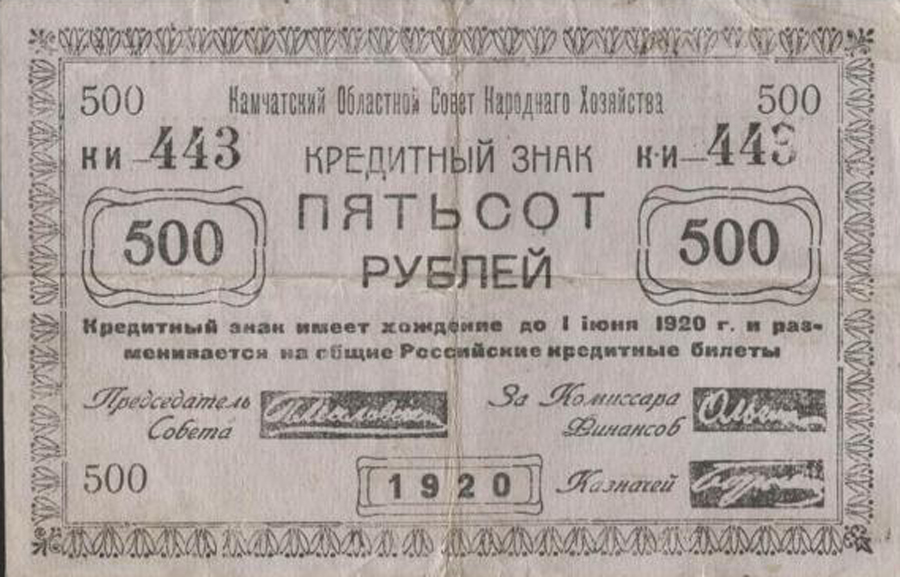 500 Камчатский Областной Совет Народнаго Хозяйства 500
КИ – 443 КРЕДИТНЫЙ ЗНАК К·И – 443
ПЯТЬСОТ
500 РУБЛЕЙ 500
Кредитный знак имеет хождение до 1 iюня 1920 г. и раз-
менивается на общие Российские кредитные билеты
Председатель За Комиссара
Совета Финансов
500 1920 Казначей